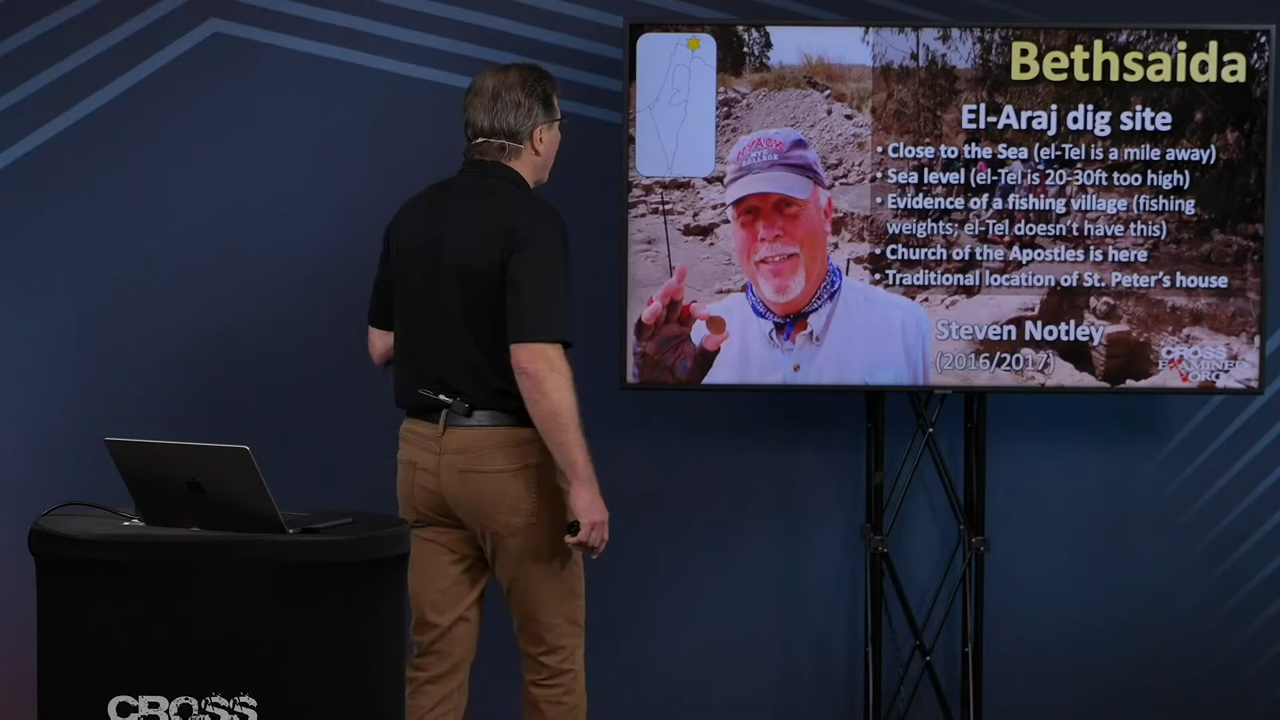 Bethsaida
El-Araj dig site
• Close to the Sea (el-Tel is a mile away)
• Sea level (el-Tel is 20-30ft too high)
• Evidence of a fishing village (fishing
weights; el-Tel doesn't have this)
• Church of the Apostles is here
• Traditional location of St. Peter's house
Steven Notley
(2016/2017)
CROSS
EXAMINED
.ORG
NYACK
NYC
COLLEGE
CROSS